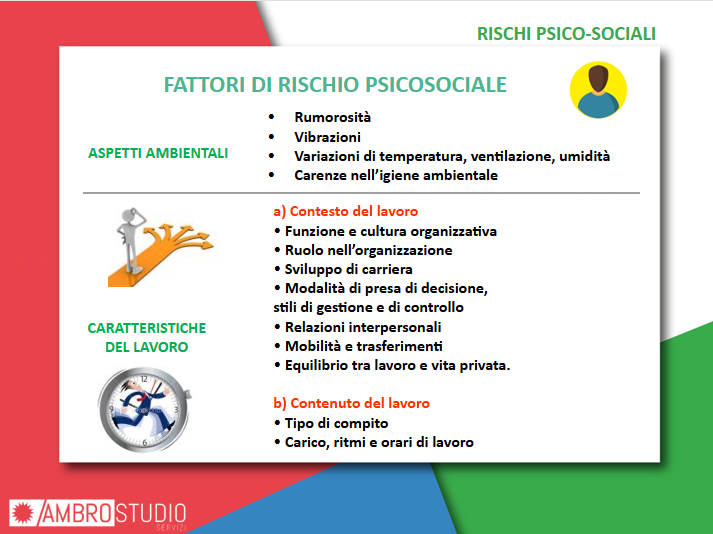 RISCHI PSICO-SOCIALI
FATTORI DI RISCHIO PSICOSOCIALE
ASPETTI AMBIENTALI
• Rumorosità
• Vibrazioni
• Variazioni di temperatura, ventilazione, umidità
• Carenze nell’igiene ambientale
CARATTERISTICHE
DEL LAVORO
a) Contesto del lavoro
• Funzione e cultura organizzativa
• Ruolo nell’organizzazione
• Sviluppo di carriera
• Modalità di presa di decisione,
stili di gestione e di controllo
• Relazioni interpersonali
• Mobilità e trasferimenti
• Equilibrio tra lavoro e vita privata.
b) Contenuto del lavoro
• Tipo di compito
• Carico, ritmi e orari di lavoro
AMBROSTUDIO
SERVIZI